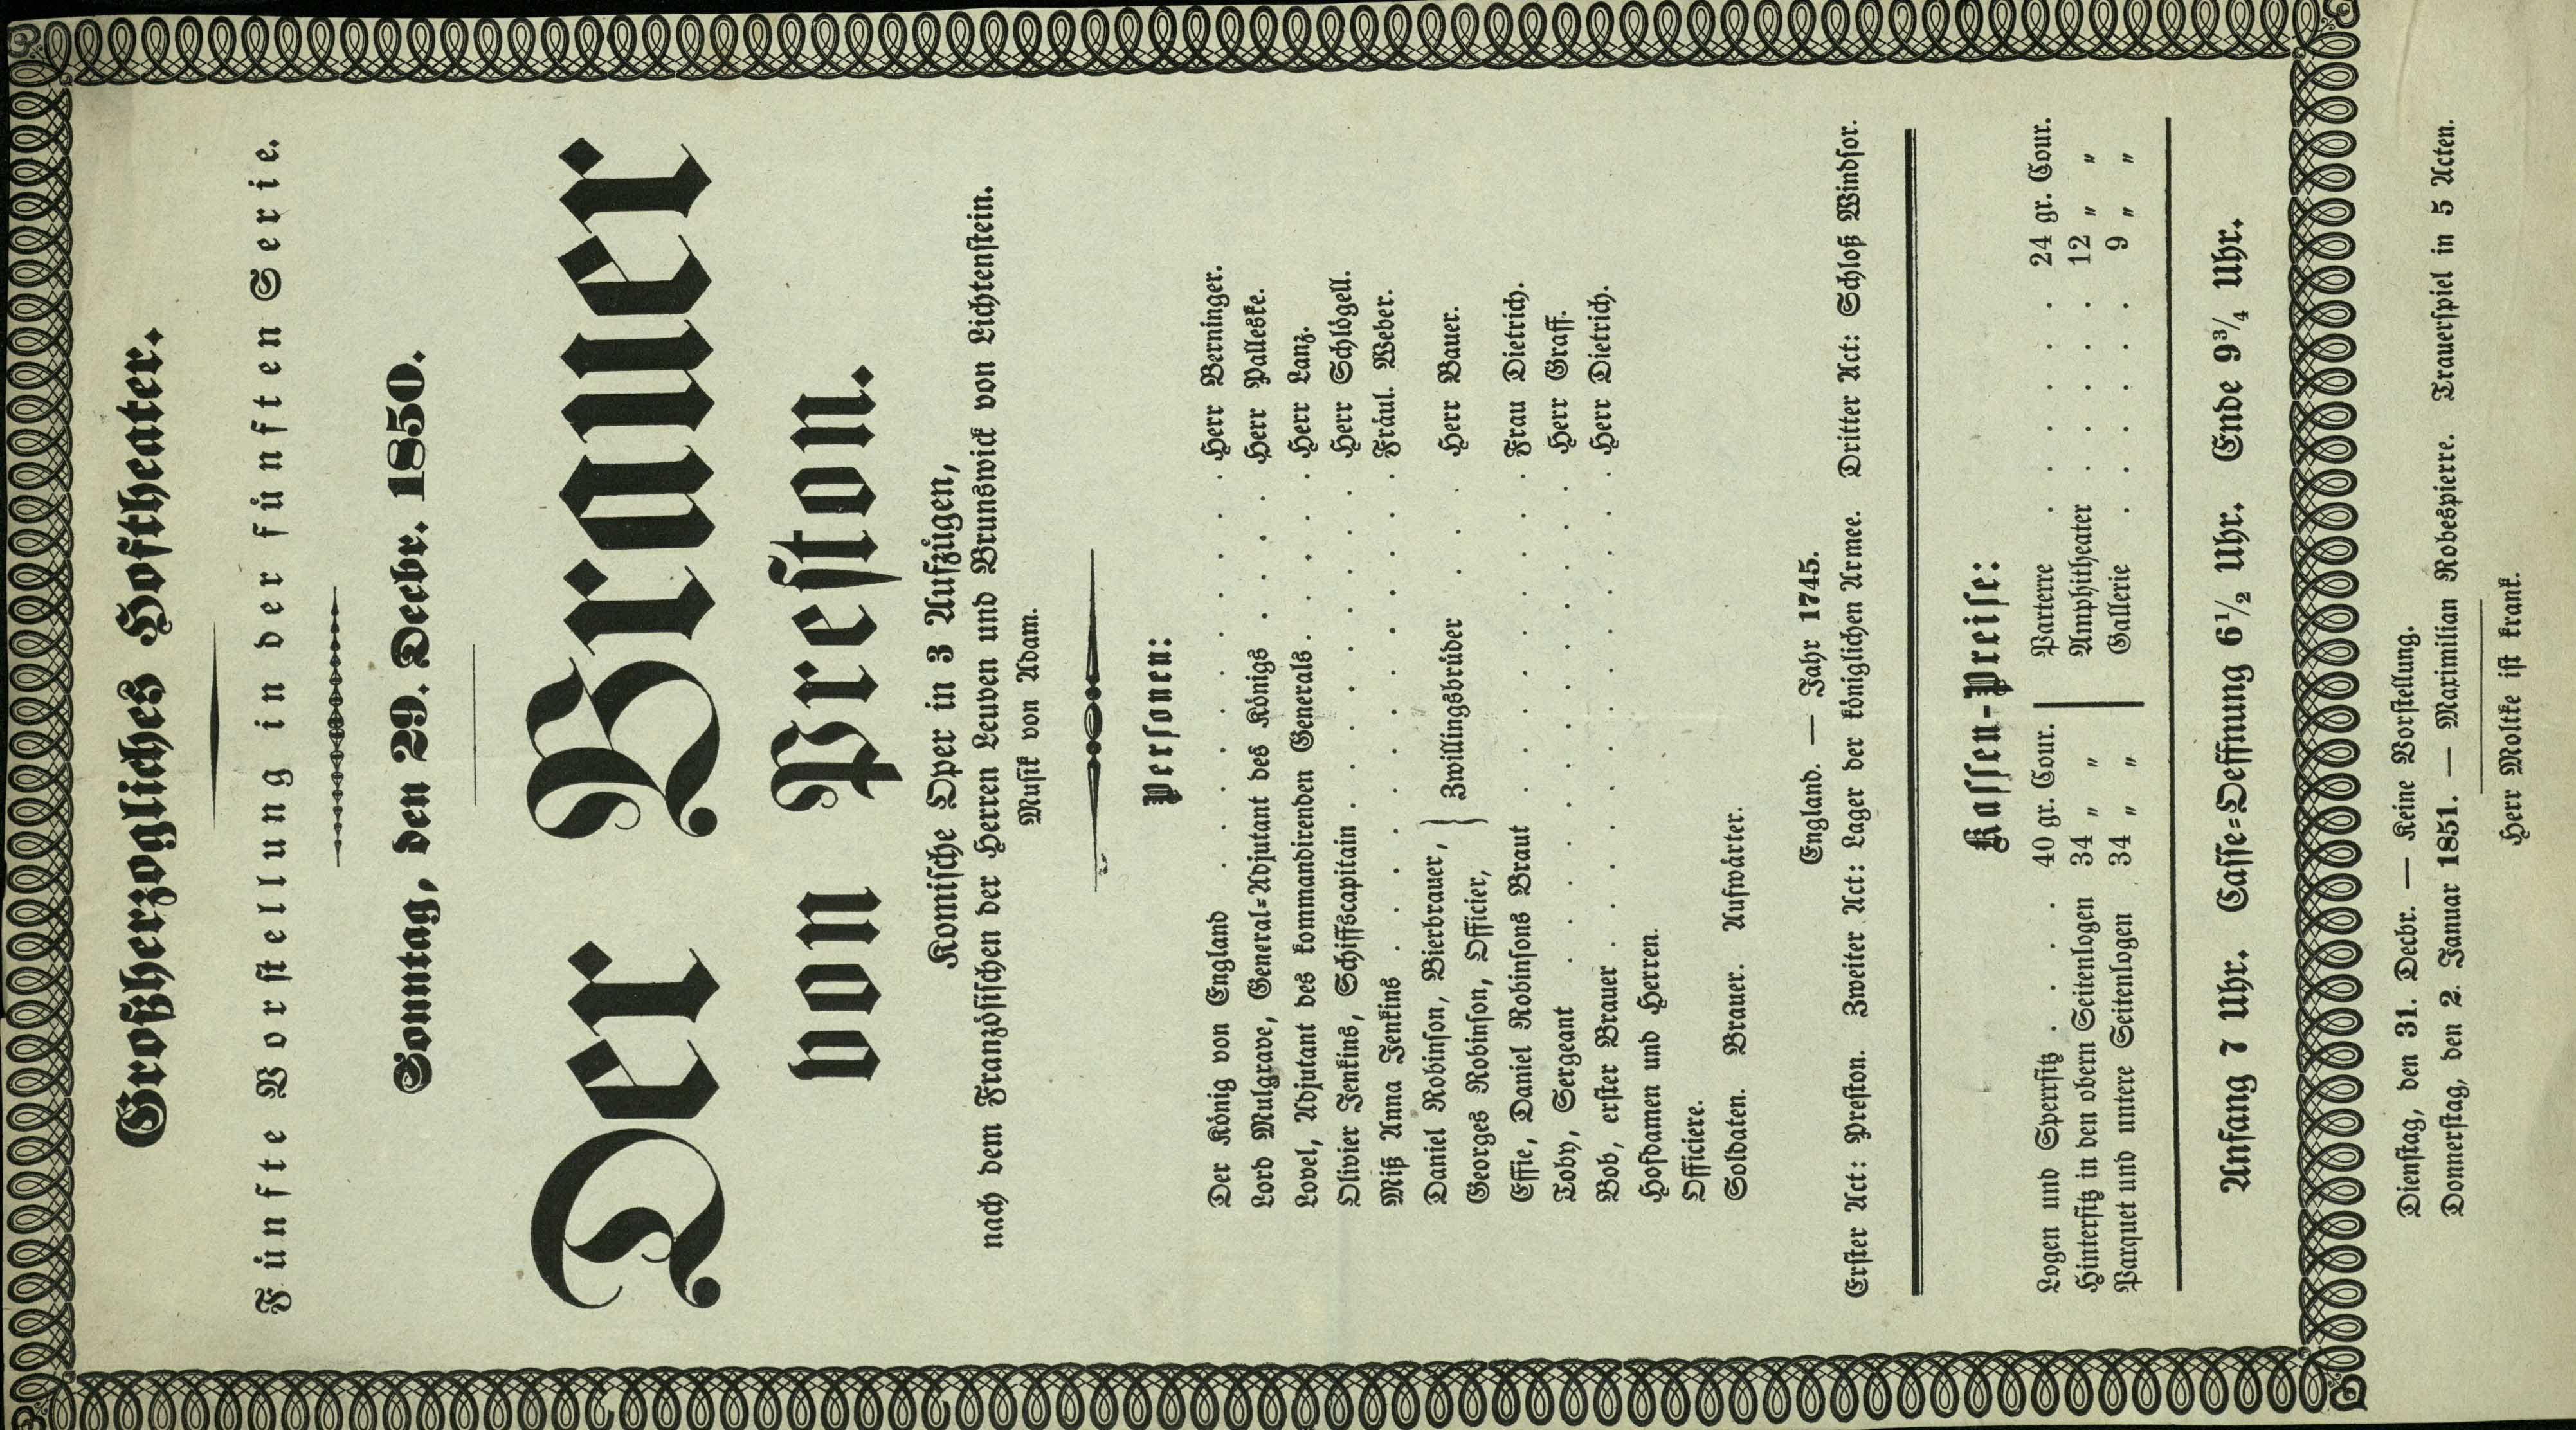 Großherzogliches Hoftheater.
Fünfte Vorstellung in der fünften Serie.
Sonntag, den 29. Decbr. 1850.
Der Brauer
von Preston.
Komische Oper in 3 Aufzügen,
nach dem Französischen der Herren Leuven und Brunswick von Lichtenstein.
Musik von Adam.
Personen:
Der König von England . . . . . . . . . Herr Berninger.
Lord Mulgrave, General-Adjutant des Königs . . . . . Herr Palleske.
Lovel, Adjutant des kommandirenden Generals . . . . . Herr Lanz.
Olivier Jenkins, Schiffscapitain . . . . . . . . . Herr Schlögell.
Miß Anna Jenkins . . . . . . . . . . . . Fräul. Weber.
Daniel Robinson, Bierbrauer, } Zwillingsbrüder . . . Herr Bauer.
Georges Robinson, Officier,
Effie, Daniel Robinsons Braut . . . . . . . . . Frau Dietrich.
Toby, Sergeant . . . . . . . . . . . . Herr Graff.
Bob, erster Brauer . . . . . . . . . . . Herr Dietrich.
Hofdamen und Herren.
Officiere.
Soldaten. Brauer. Aufwärter.
England. — Jahr 1745.
Erster Act: Preston. Zweiter Act: Lager der königlichen Armee. Dritter Act: Schloß Windsor.
Kassen-Preise:
Logen und Sperrsitz . . . . 40 gr. Cour. | Parterre . . . . . . 24 gr. Cour.
Hintersitz in den obern Seitenlogen 34 „ „ | Amphitheater . . . . . 12 „ „
Parquet und untere Seitenlogen 34 „ „ | Gallerie . . . . . . 9 „ „
Anfang 7 Uhr. Casse-Oeffnung 6½ Uhr. Ende 9¾ Uhr.
Dienstag, den 31. Decbr. — Keine Vorstellung.
Donnerstag, den 2. Januar 1851. — Maximilian Robespierre. Trauerspiel in 5 Acten.
Herr Moltke ist krank.